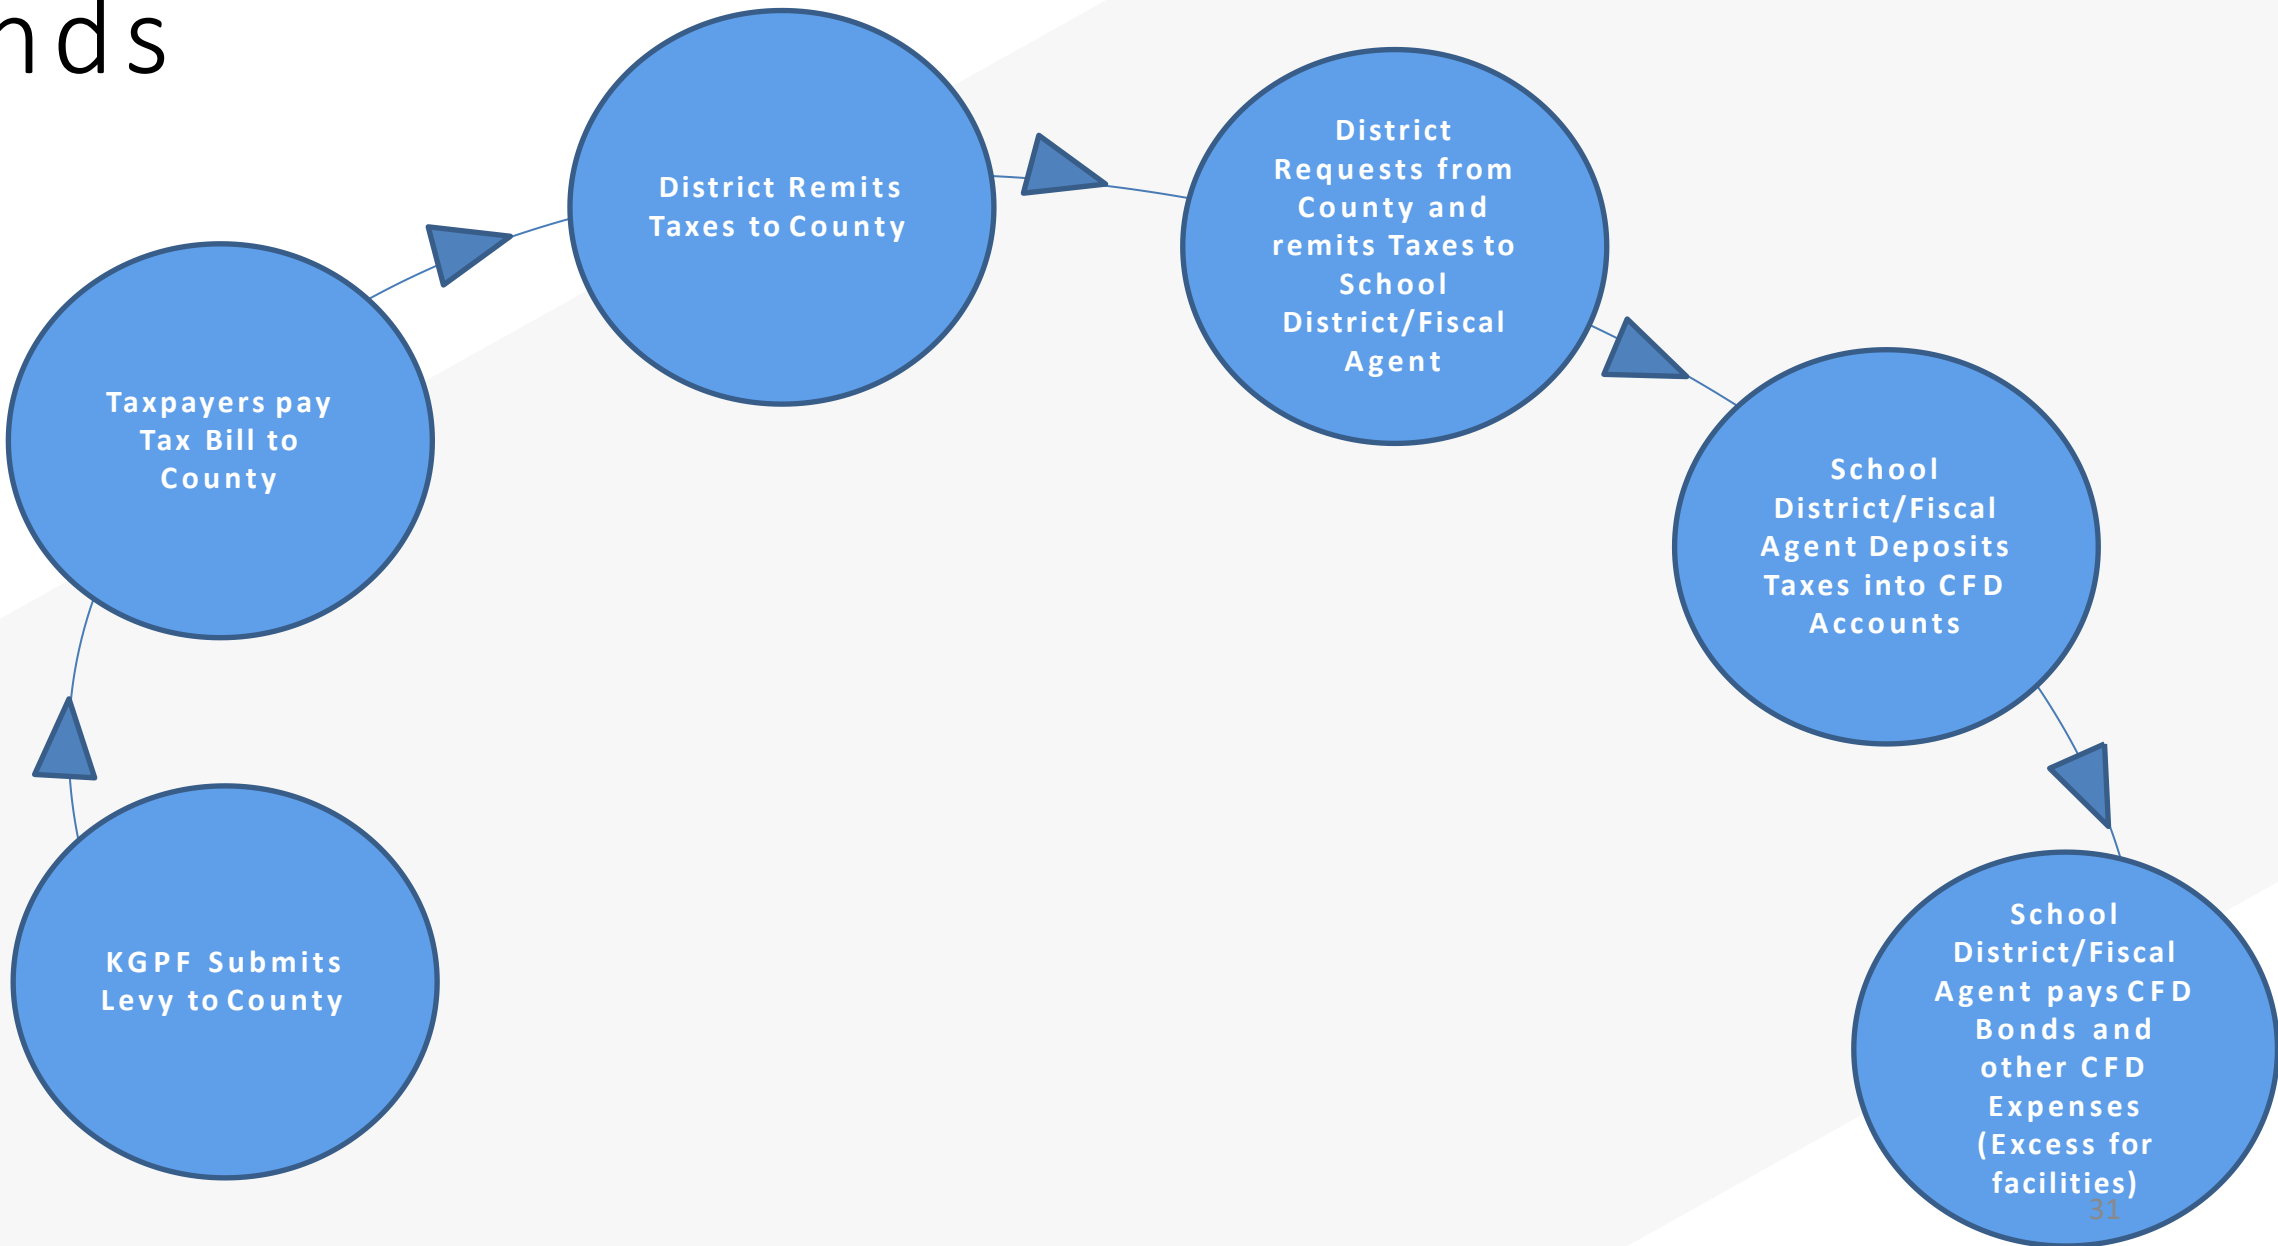 nds
District Remits
Taxes to County
District
Requests from
County and
remits Taxes to
School
District/Fiscal
Agent
Taxpayers pay
Tax Bill to
County
School
District/Fiscal
Agent Deposits
Taxes into CFD
Accounts
KGPF Submits
Levy to County
School
District/Fiscal
Agent pays CFD
Bonds and
other CFD
Expenses
(Excess for
facilities)
31